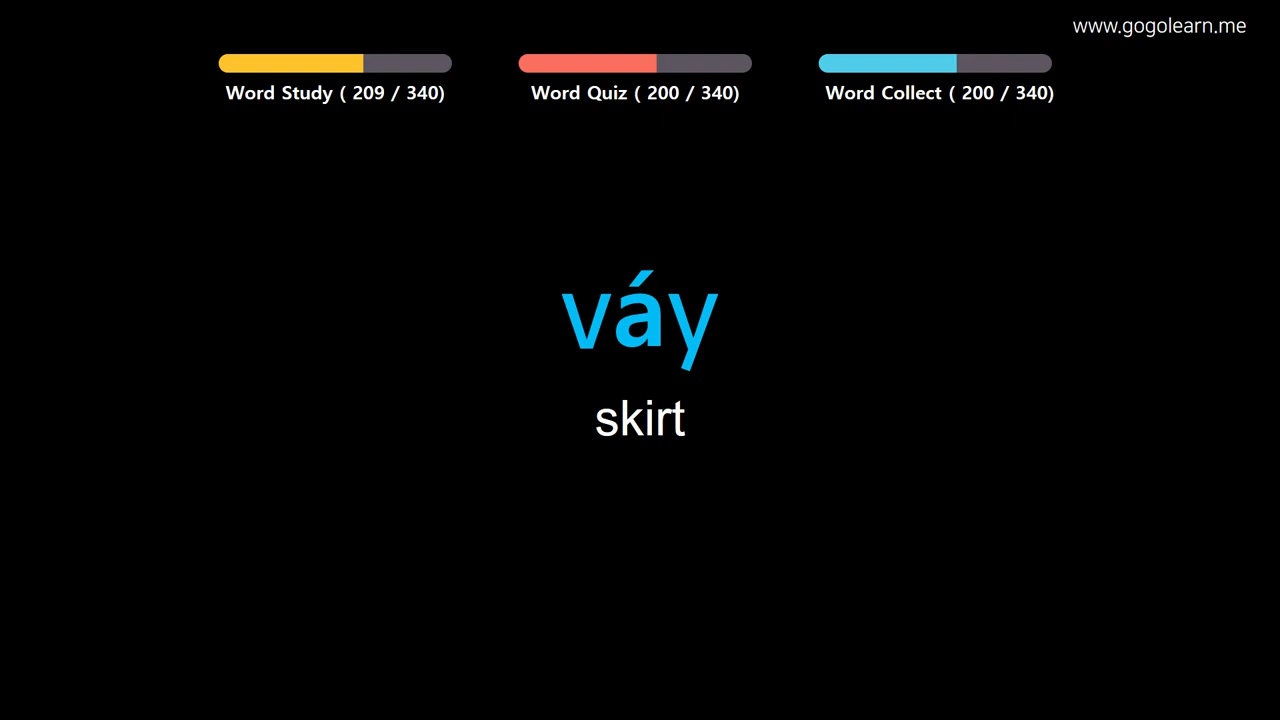 www.gogolearn.me
Word Study ( 209 / 340)
Word Quiz ( 200 / 340)
Word Collect ( 200 / 340)
váy
skirt